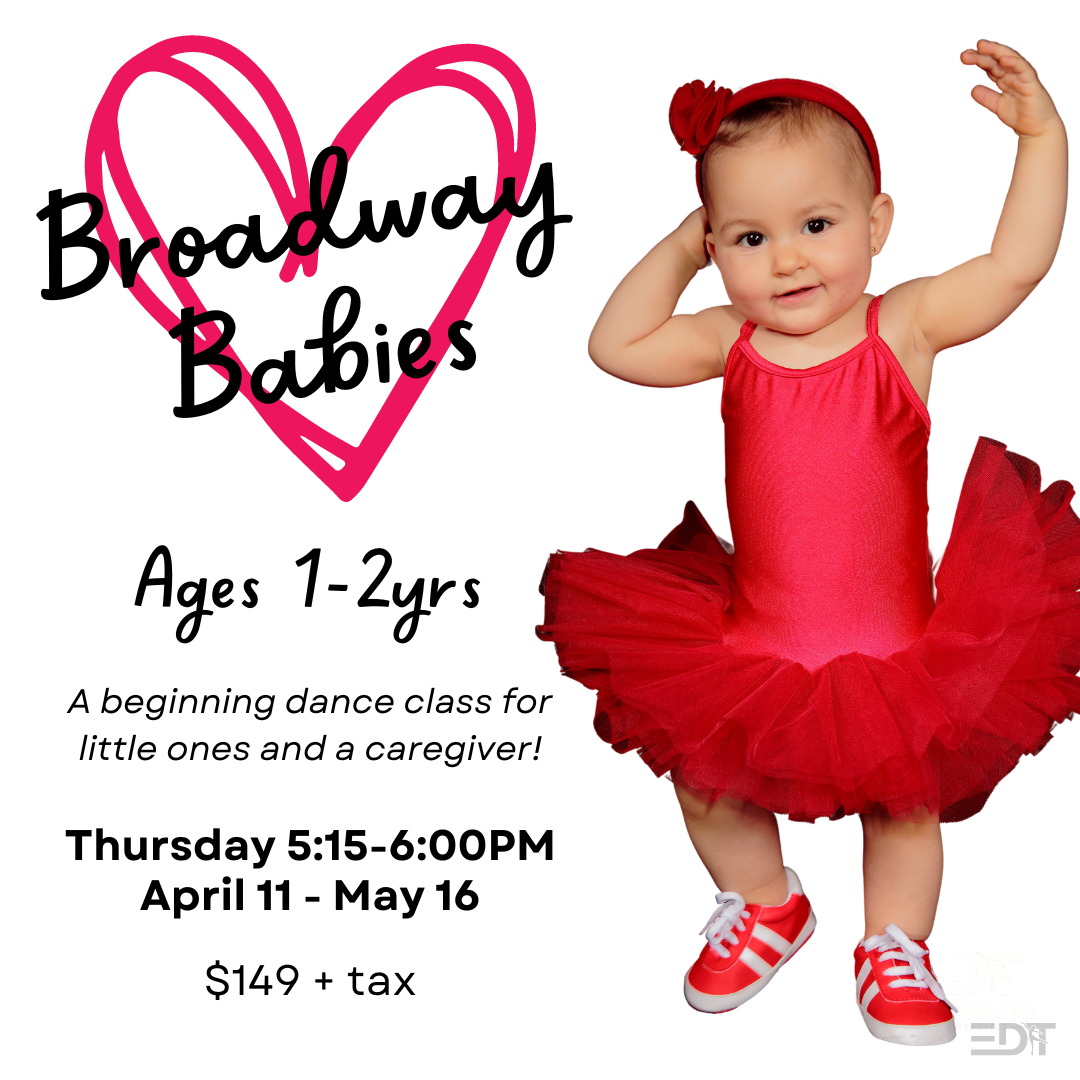 Broadway
Babies
Ages 1-2yrs
A beginning dance class for
little ones and a caregiver!
Thursday 5:15-6:00PM
April 11 - May 16
$149 + tax
EDT